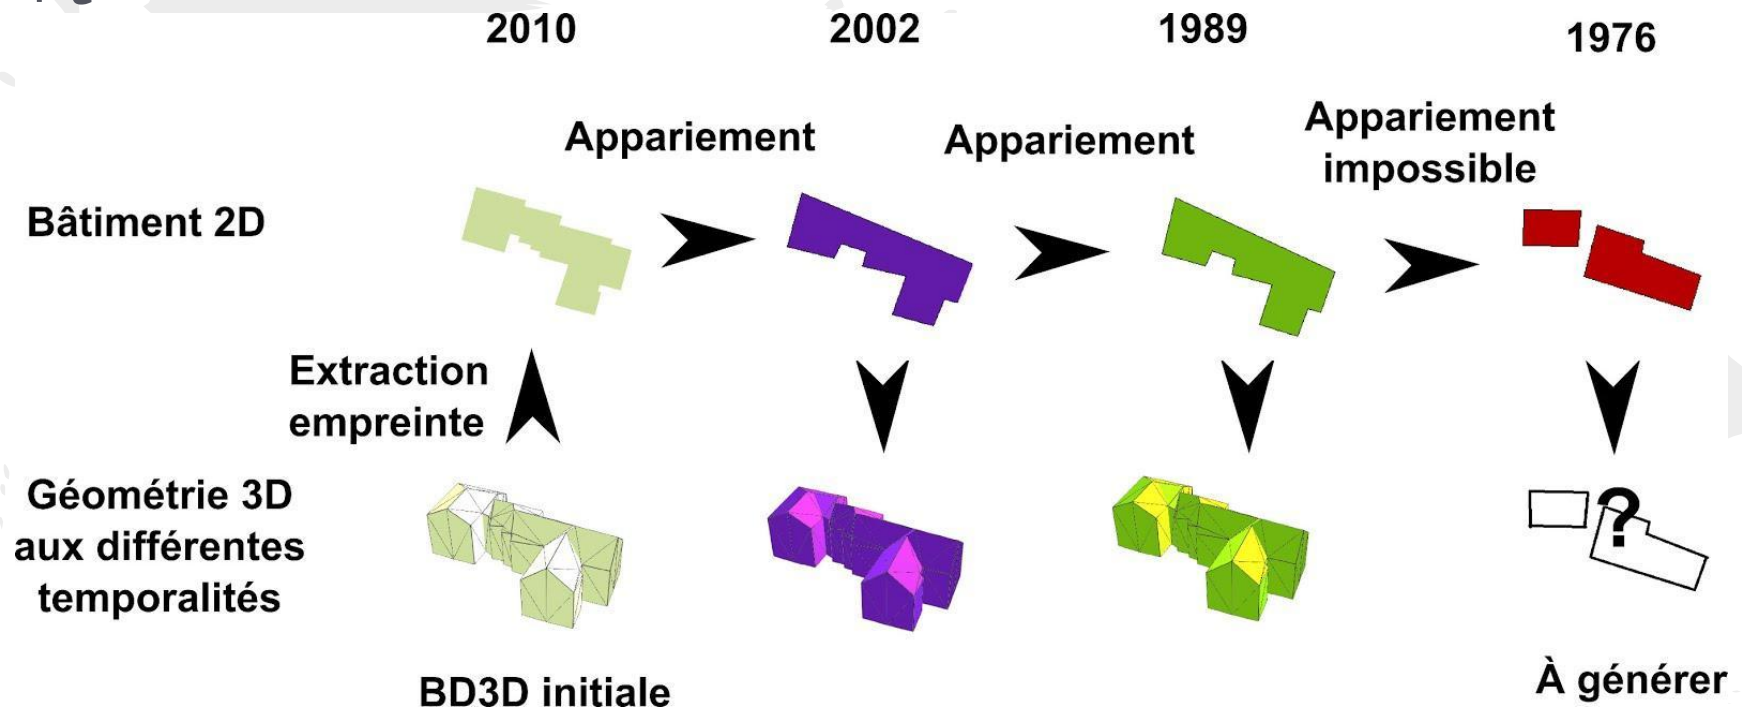 2010
2002
1989
1976
Appariement
Appariement
Appariement
impossible
Bâtiment 2D
Extraction
empreinte
Géométrie 3D
aux différentes
temporalités
?
BD3D initiale
À générer